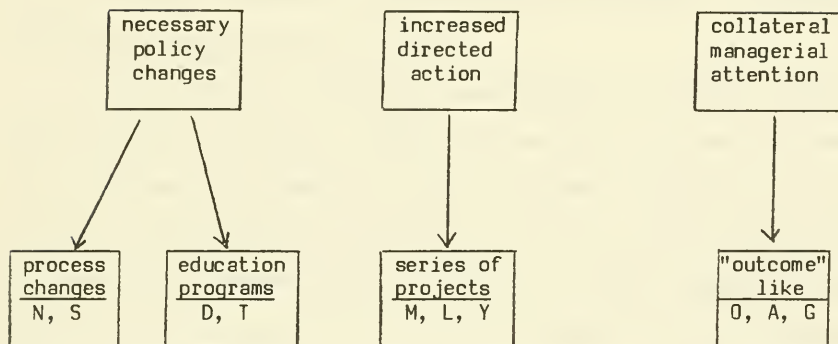 necessary
policy
changes
increased
directed
action
collateral
managerial
attention
process
changes
N, S
education
programs
D, T
series of
projects
M, L, Y
"outcome"
like
O, A, G